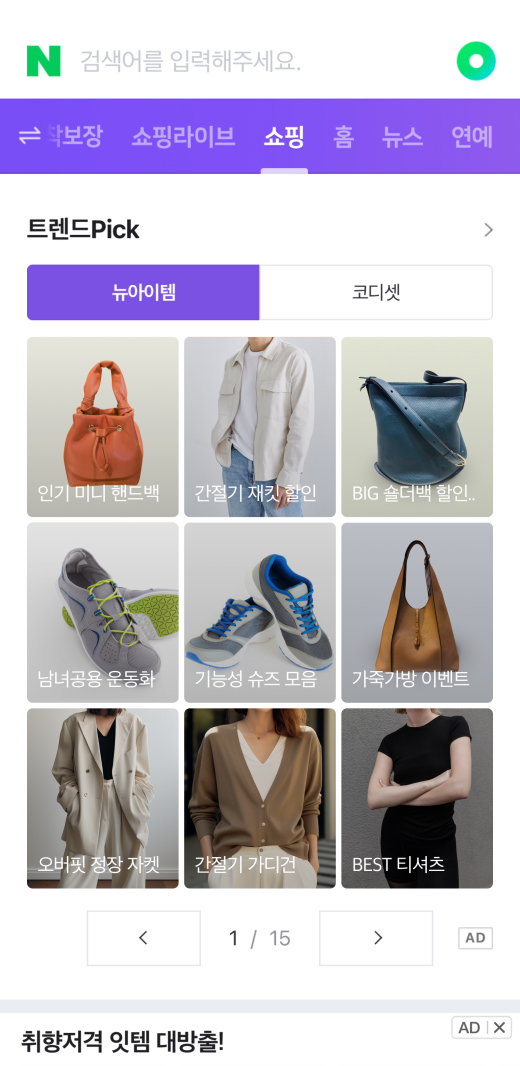 N 검색어를 입력해주세요.
착보장 쇼핑라이브 쇼핑 홈 뉴스 연예
트렌드Pick
뉴아이템 코디셋
인기 미니 핸드백 간절기 재킷 할인 BIG 숄더백 할인..
남녀공용 운동화 기능성 슈즈 모음 가죽가방 이벤트
오버핏 정장 자켓 간절기 가디건 BEST 티셔츠
1 / 15 AD
AD
취향저격 잇템 대방출!